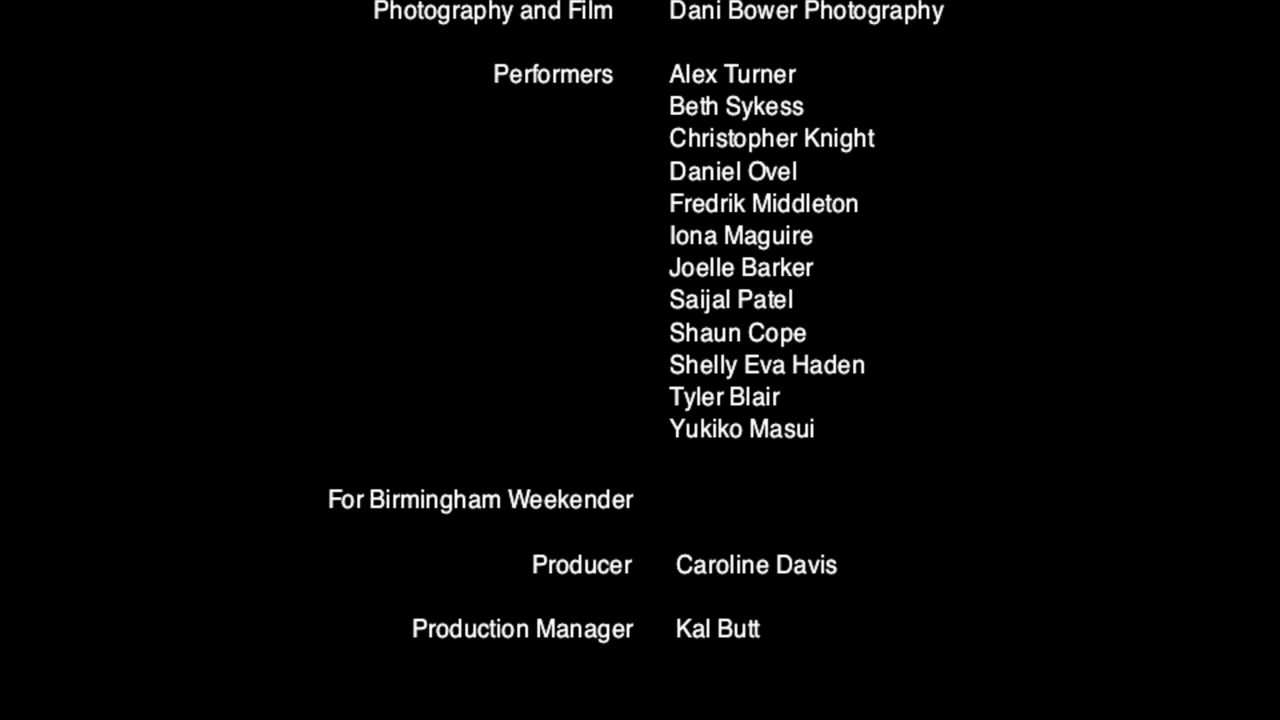 Photography and Film Dani Bower Photography
Performers Alex Turner
Beth Sykess
Christopher Knight
Daniel Ovel
Fredrik Middleton
Iona Maguire
Joelle Barker
Saijal Patel
Shaun Cope
Shelly Eva Haden
Tyler Blair
Yukiko Masui
For Birmingham Weekender
Producer Caroline Davis
Production Manager Kal Butt